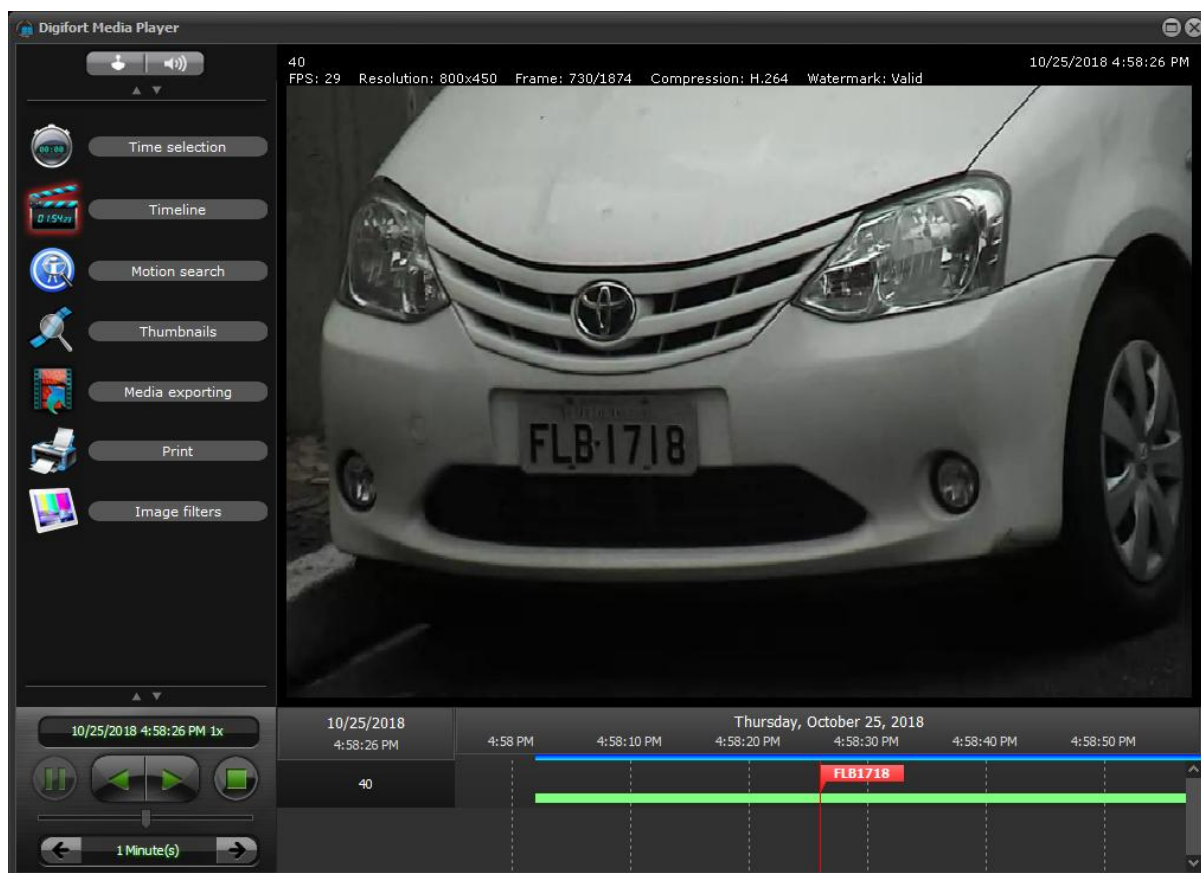 Digifort Media Player
40
10/25/2018 4:58:26 PM
FPS: 29 Resolution: 800x450 Frame: 730/1874 Compression: H.264 Watermark: Valid
Time selection
Timeline
Motion search
Thumbnails
Media exporting
Print
Image filters
FLB·1718
10/25/2018 4:58:26 PM 1x
1 Minute(s)
10/25/2018
4:58:26 PM
Thursday, October 25, 2018
4:58 PM 4:58:10 PM 4:58:20 PM 4:58:30 PM 4:58:40 PM 4:58:50 PM
40
FLB1718